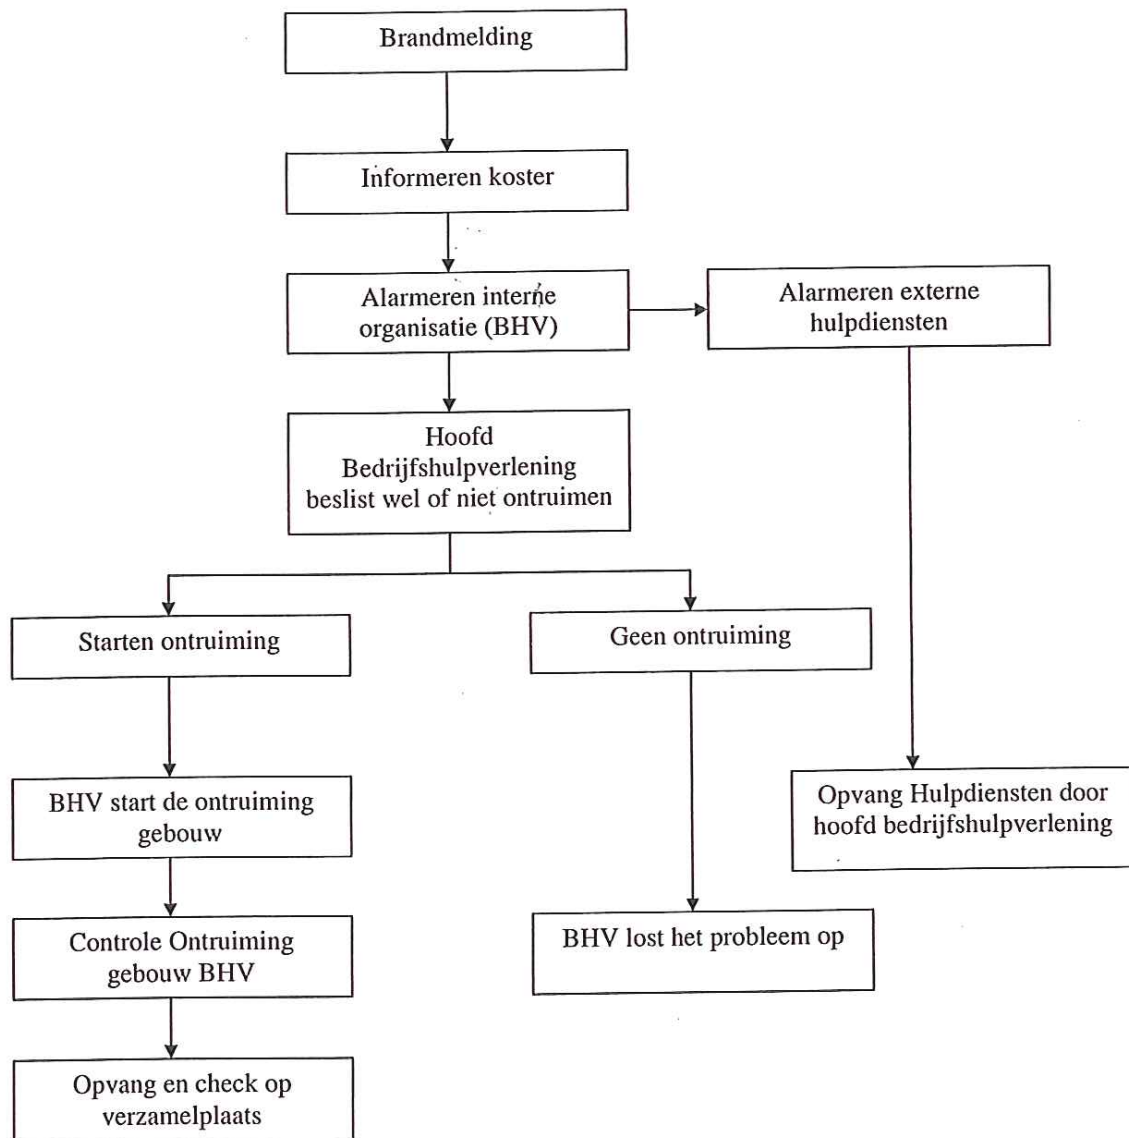 Brandmelding
Informeren koster
Alarmeren interne
organisatie (BHV)
Alarmeren externe
hulpdiensten
Hoofd
Bedrijfshulpverlening
beslist wel of niet ontruimen
Starten ontruiming
Geen ontruiming
BHV start de ontruiming
gebouw
Opvang Hulpdiensten door
hoofd bedrijfshulpverlening
Controle Ontruiming
gebouw BHV
BHV lost het probleem op
Opvang en check op
verzamelplaats